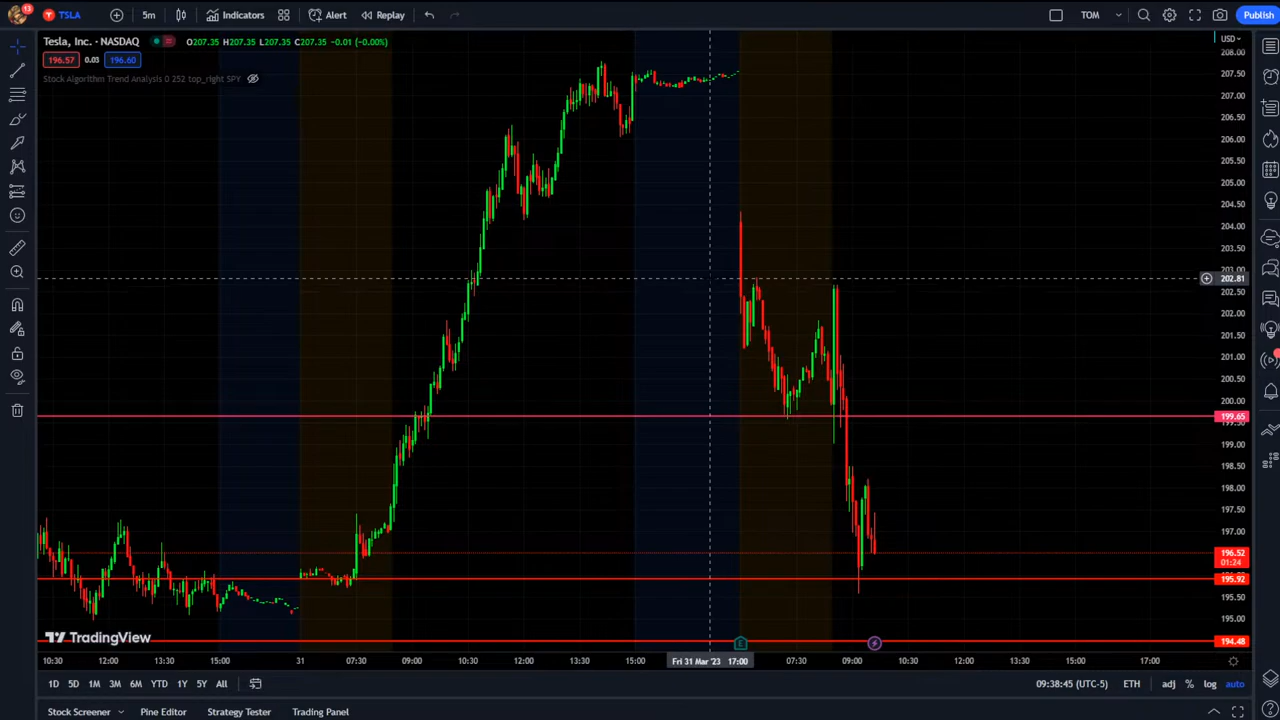 13
TSLA
5m
Indicators
Alert
Replay
TOM
Publish
Tesla, Inc. · NASDAQ
O207.35 H207.35 L207.35 C207.35 -0.01 (-0.00%)
196.57 0.03 196.60
Stock Algorithm Trend Analysis 0 252 top_right SPY
USD
208.00
207.50
207.00
206.50
206.00
205.50
205.00
204.50
204.00
203.50
203.00
202.81
202.50
202.00
201.50
201.00
200.50
200.00
199.65
199.50
199.00
198.50
198.00
197.50
197.00
196.52
01:24
195.92
195.50
195.00
194.48
TradingView
E
10:30 12:00 13:30 15:00 31 07:30 09:00 10:30 12:00 13:30 15:00 Fri 31 Mar '23 17:00 07:30 09:00 10:30 12:00 13:30 15:00 17:00
1D 5D 1M 3M 6M YTD 1Y 5Y All
09:38:45 (UTC-5) ETH adj % log auto
Stock Screener Pine Editor Strategy Tester Trading Panel